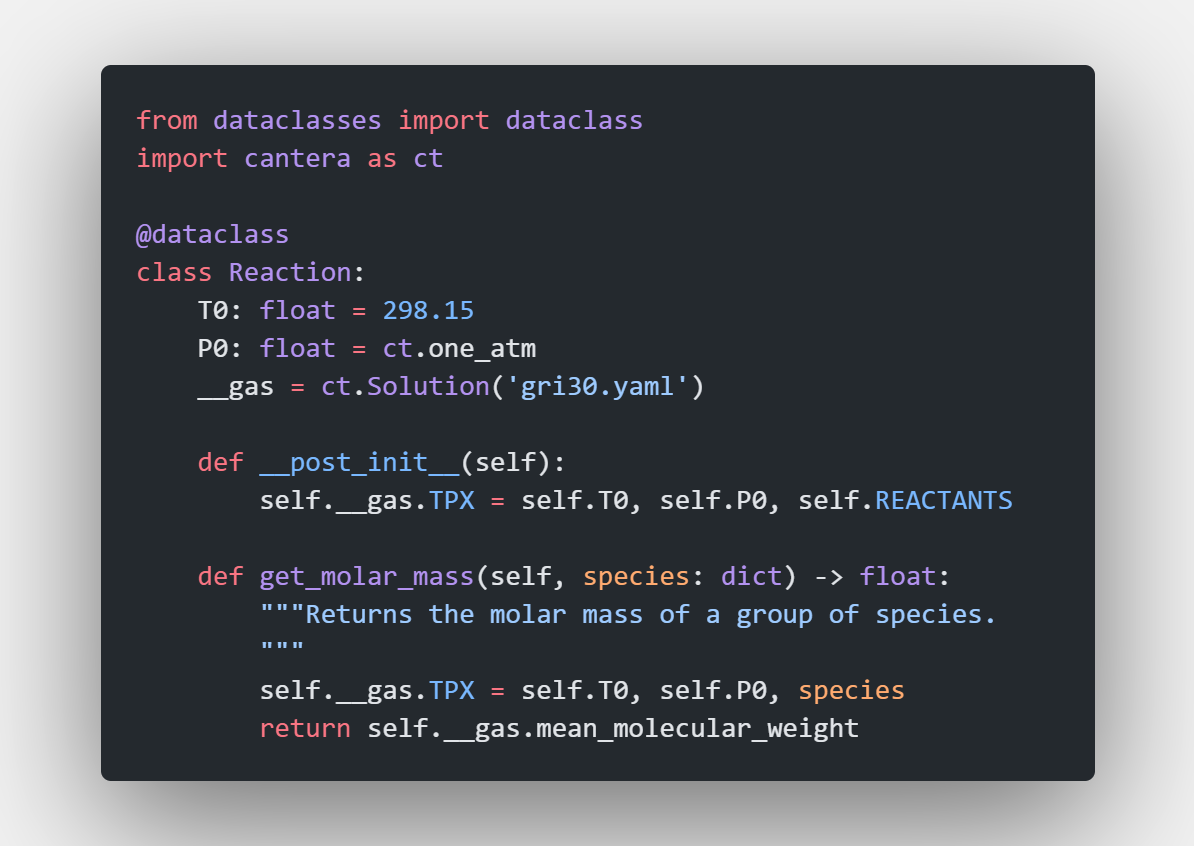 from dataclasses import dataclass
import cantera as ct
@dataclass
class Reaction:
    T0: float = 298.15
    P0: float = ct.one_atm
    __gas = ct.Solution('gri30.yaml')
    def __post_init__(self):
        self.__gas.TPX = self.T0, self.P0, self.REACTANTS
    def get_molar_mass(self, species: dict) -> float:
        """Returns the molar mass of a group of species.
        """
        self.__gas.TPX = self.T0, self.P0, species
        return self.__gas.mean_molecular_weight